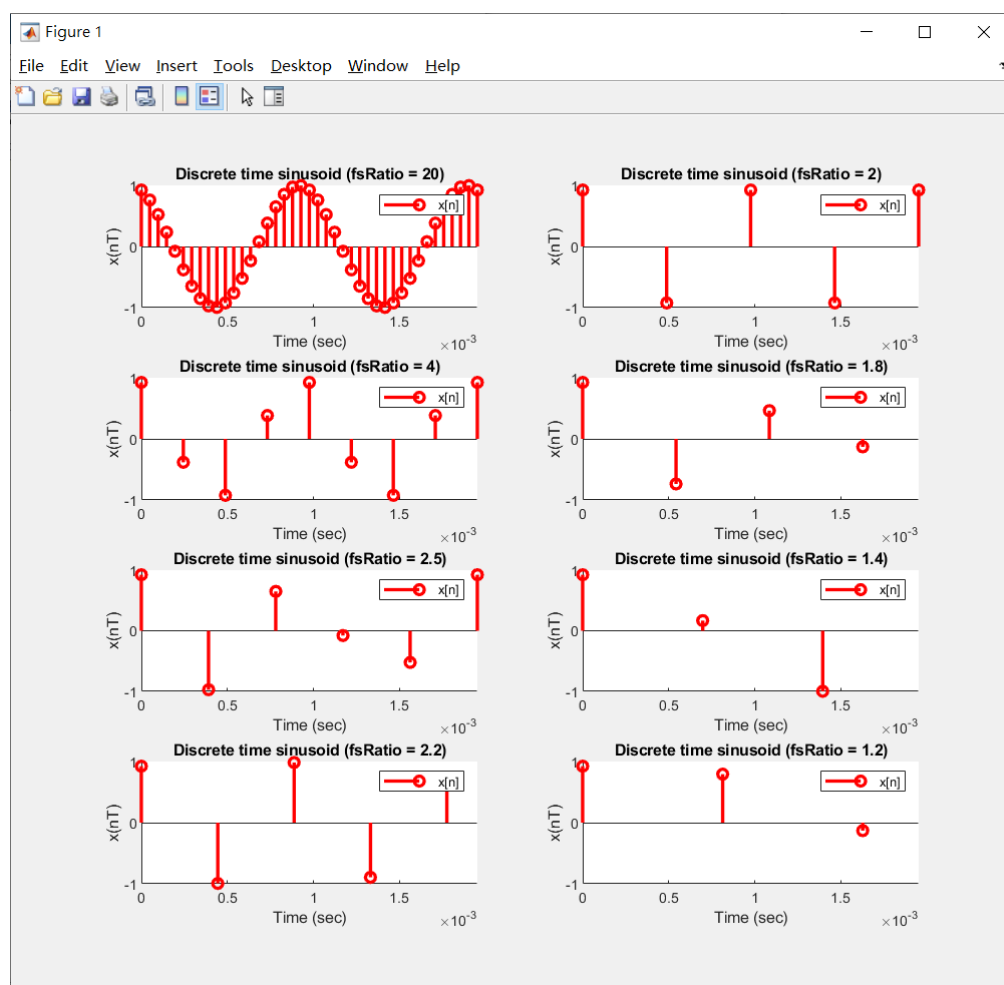 Figure 1
File Edit View Insert Tools Desktop Window Help
Discrete time sinusoid (fsRatio = 20)
x[n]
1
0
-1
x(nT)
0 0.5 1 1.5
Time (sec)
×10⁻³
Discrete time sinusoid (fsRatio = 2)
x[n]
1
0
-1
x(nT)
0 0.5 1 1.5
Time (sec)
×10⁻³
Discrete time sinusoid (fsRatio = 4)
x[n]
1
0
-1
x(nT)
0 0.5 1 1.5
Time (sec)
×10⁻³
Discrete time sinusoid (fsRatio = 1.8)
x[n]
1
0
-1
x(nT)
0 0.5 1 1.5
Time (sec)
×10⁻³
Discrete time sinusoid (fsRatio = 2.5)
x[n]
1
0
-1
x(nT)
0 0.5 1 1.5
Time (sec)
×10⁻³
Discrete time sinusoid (fsRatio = 1.4)
x[n]
1
0
-1
x(nT)
0 0.5 1 1.5
Time (sec)
×10⁻³
Discrete time sinusoid (fsRatio = 2.2)
x[n]
1
0
-1
x(nT)
0 0.5 1 1.5
Time (sec)
×10⁻³
Discrete time sinusoid (fsRatio = 1.2)
x[n]
1
0
-1
x(nT)
0 0.5 1 1.5
Time (sec)
×10⁻³